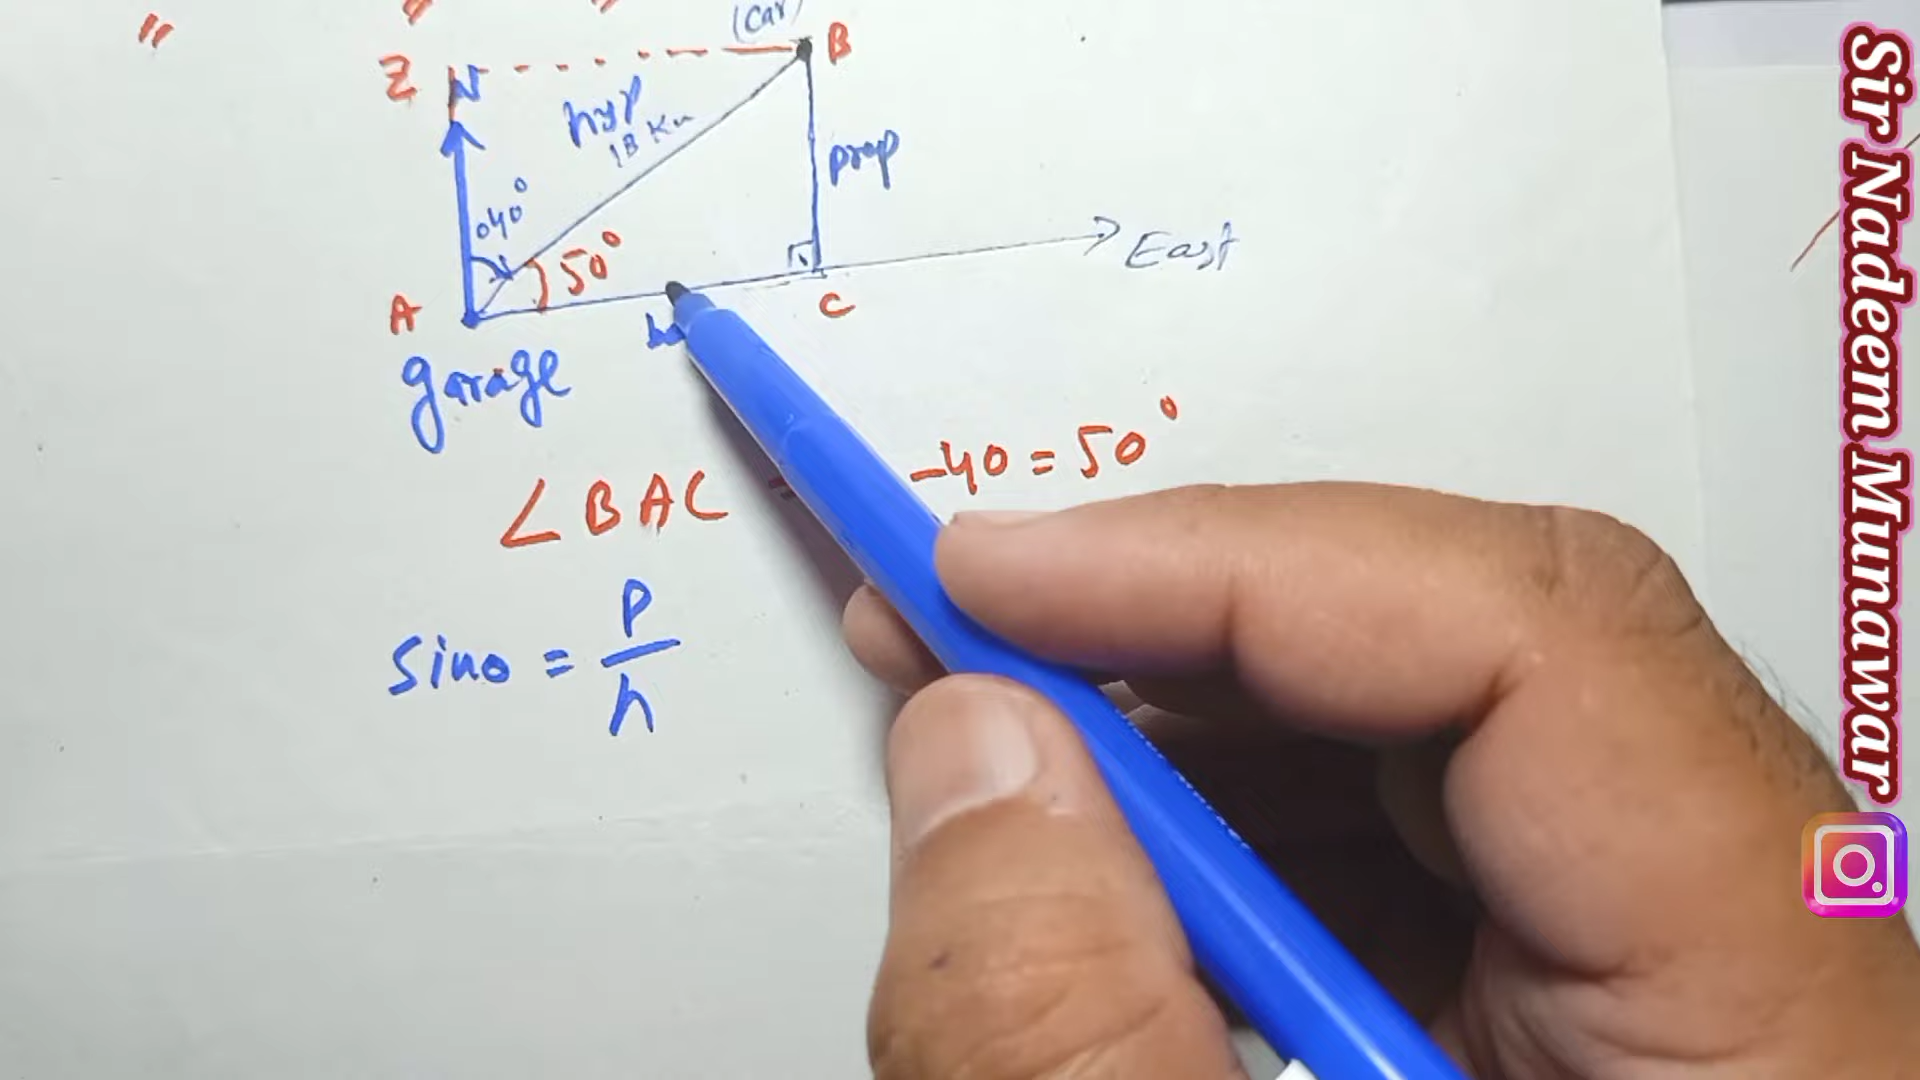 (Car)
Z N B
hyp
18 Km
prep
040°
50°
East
A C
garage
∠BAC -40 = 50°
Sinθ = P/h
Sir Nadeem Munawar